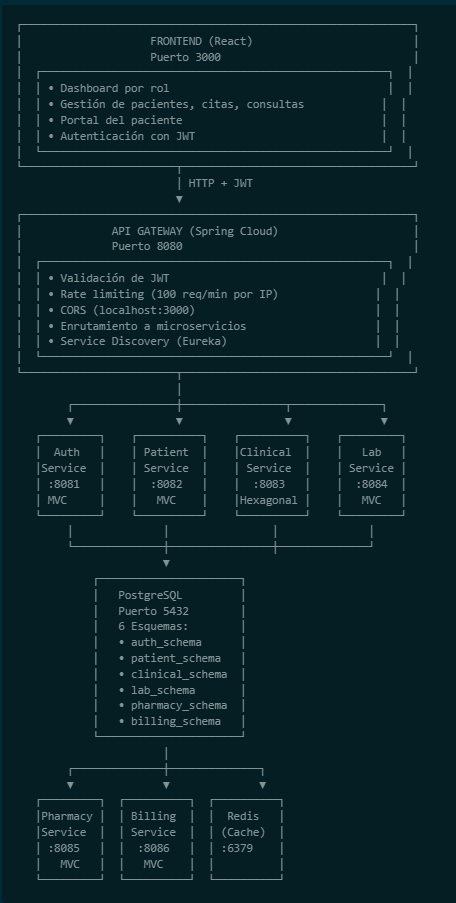 FRONTEND (React)
Puerto 3000
• Dashboard por rol
• Gestión de pacientes, citas, consultas
• Portal del paciente
• Autenticación con JWT
HTTP + JWT
API GATEWAY (Spring Cloud)
Puerto 8080
• Validación de JWT
• Rate limiting (100 req/min por IP)
• CORS (localhost:3000)
• Enrutamiento a microservicios
• Service Discovery (Eureka)
Auth Patient Clinical Lab
Service Service Service Service
:8081 :8082 :8083 :8084
MVC MVC Hexagonal MVC
PostgreSQL
Puerto 5432
6 Esquemas:
• auth_schema
• patient_schema
• clinical_schema
• lab_schema
• pharmacy_schema
• billing_schema
Pharmacy Billing Redis
Service Service (Cache)
:8085 :8086 :6379
MVC MVC